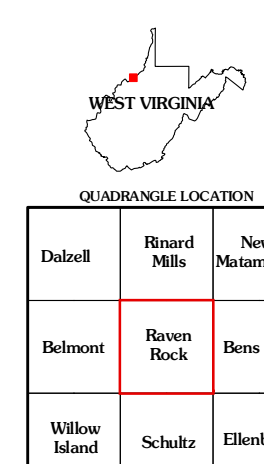 WEST VIRGINIA
QUADRANGLE LOCATION
Dalzell
Rinard
Mills
Belmont
Raven
Rock
Bens
Willow
Island
Schultz